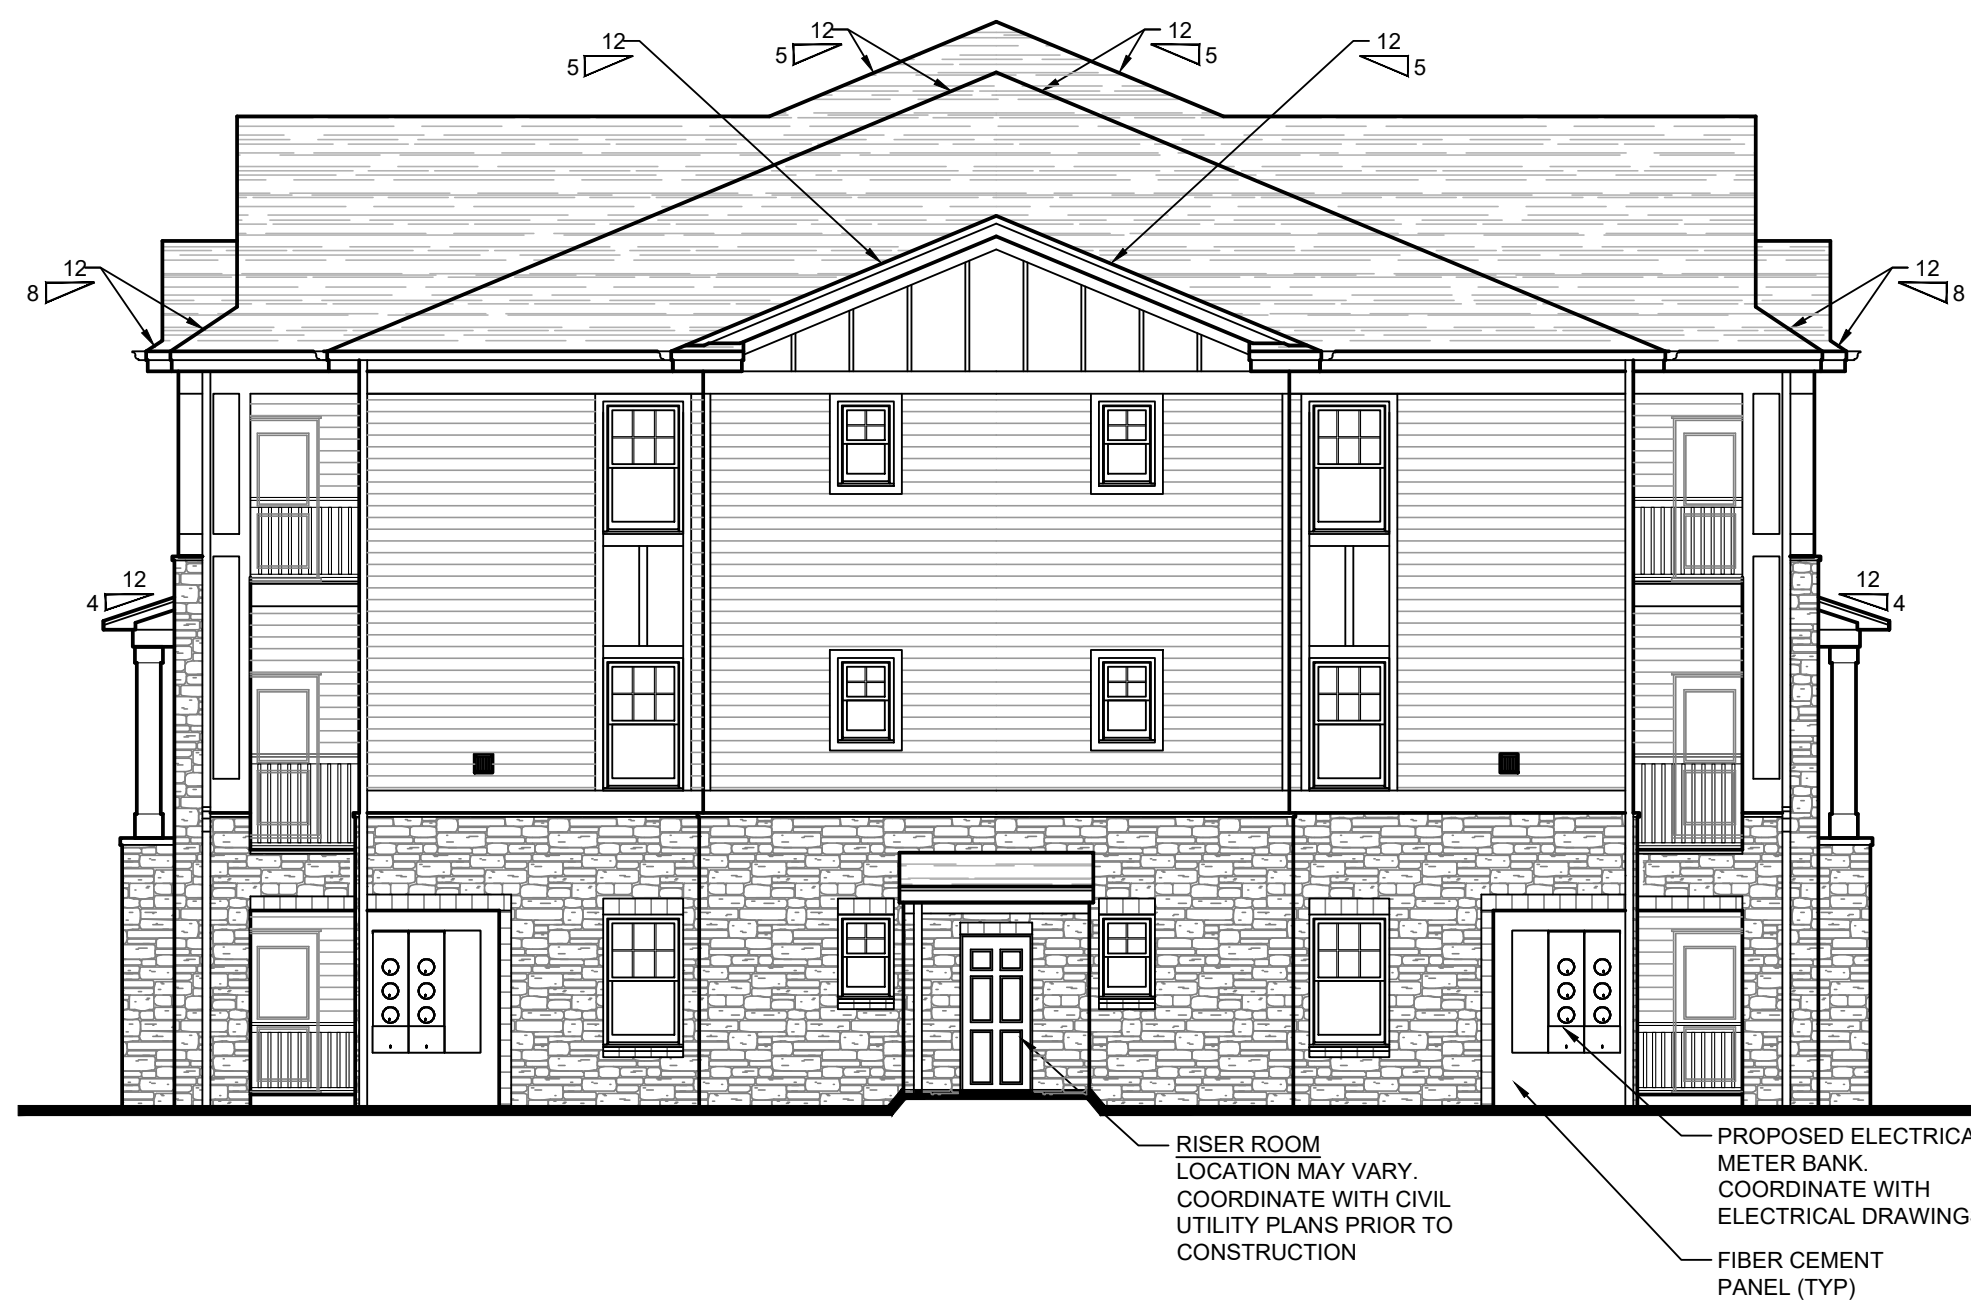 12
5
12
5
12
5
12
5
12
8
12
8
12
4
12
4
RISER ROOM
LOCATION MAY VARY.
COORDINATE WITH CIVIL
UTILITY PLANS PRIOR TO
CONSTRUCTION
PROPOSED ELECTRICA
METER BANK.
COORDINATE WITH
ELECTRICAL DRAWING
FIBER CEMENT
PANEL (TYP)